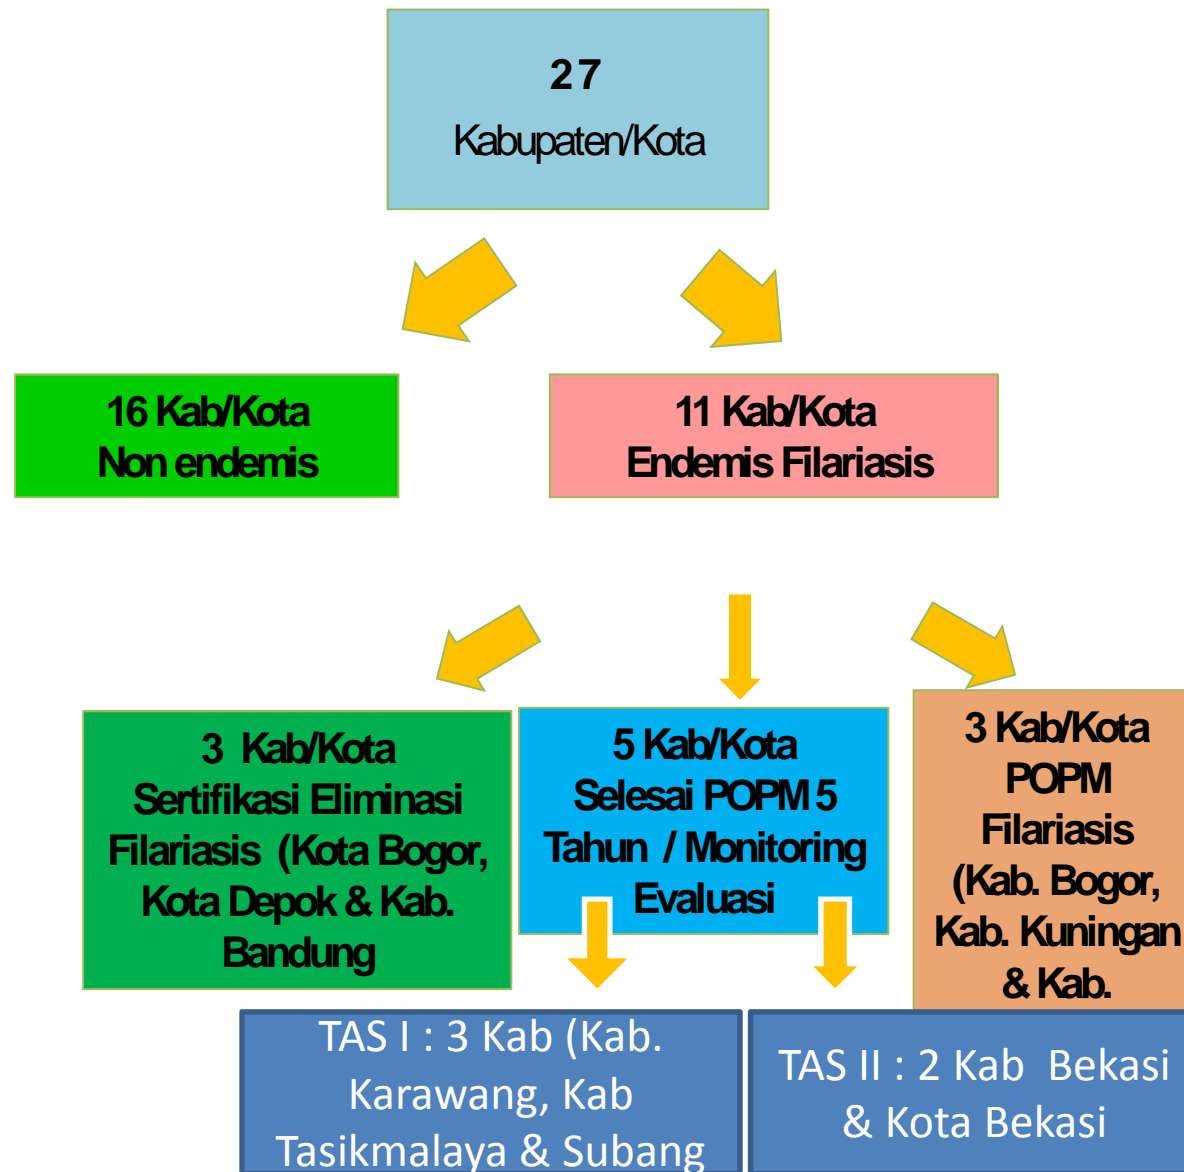 27
Kabupaten/Kota
16 Kab/Kota
Non endemis
11 Kab/Kota
Endemis Filariasis
3 Kab/Kota
Sertifikasi Eliminasi
Filariasis (Kota Bogor,
Kota Depok & Kab.
Bandung
5 Kab/Kota
Selesai POPM 5
Tahun / Monitoring
Evaluasi
3 Kab/Kota
POPM
Filariasis
(Kab. Bogor,
Kab. Kuningan
& Kab.
TAS I : 3 Kab (Kab.
Karawang, Kab
Tasikmalaya & Subang
TAS II : 2 Kab Bekasi
& Kota Bekasi